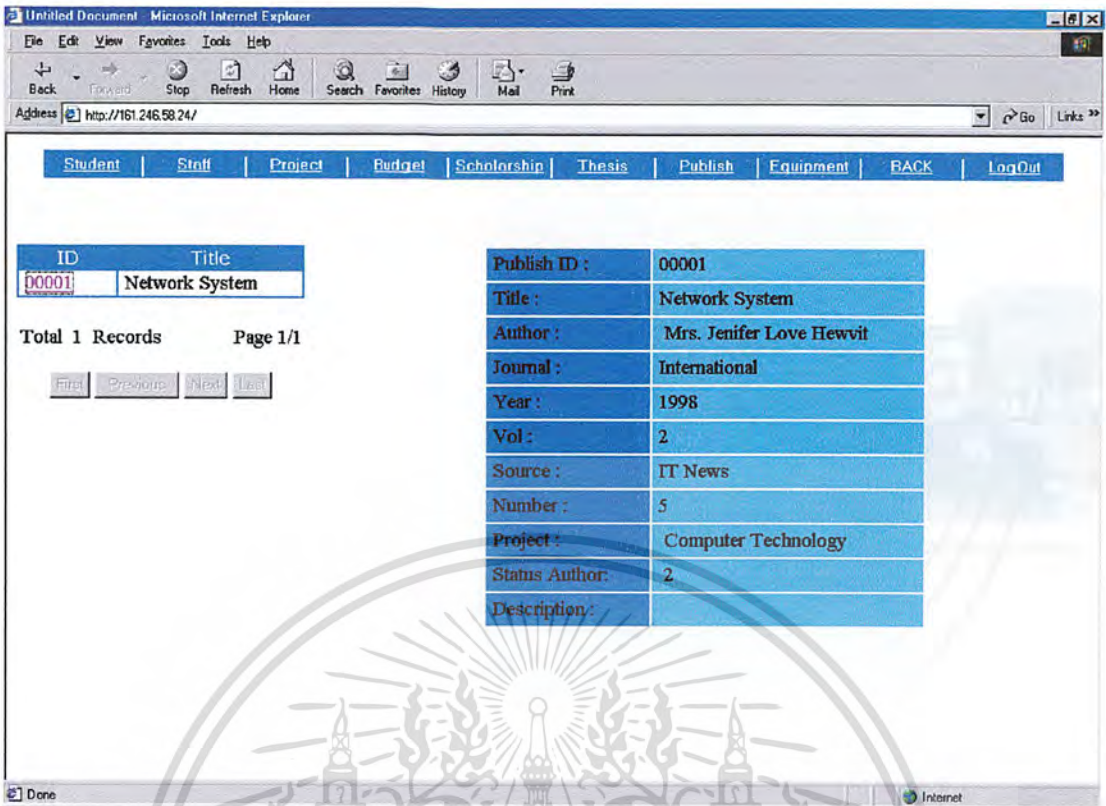 Untitled Document - Microsoft Internet Explorer
File Edit View Favorites Tools Help
Back Forward Stop Refresh Home Search Favorites History Mail Print
Address http://161.246.58.24/ Go Links »
Student | Staff | Project | Budget | Scholarship | Thesis | Publish | Equipment | BACK | LogOut
ID Title
00001 Network System
Total 1 Records Page 1/1
First Previous Next Last
Publish ID : 00001
Title : Network System
Author : Mrs. Jenifer Love Hewvit
Journal : International
Year : 1998
Vol : 2
Source : IT News
Number : 5
Project : Computer Technology
Status Author: 2
Description :
Done Internet